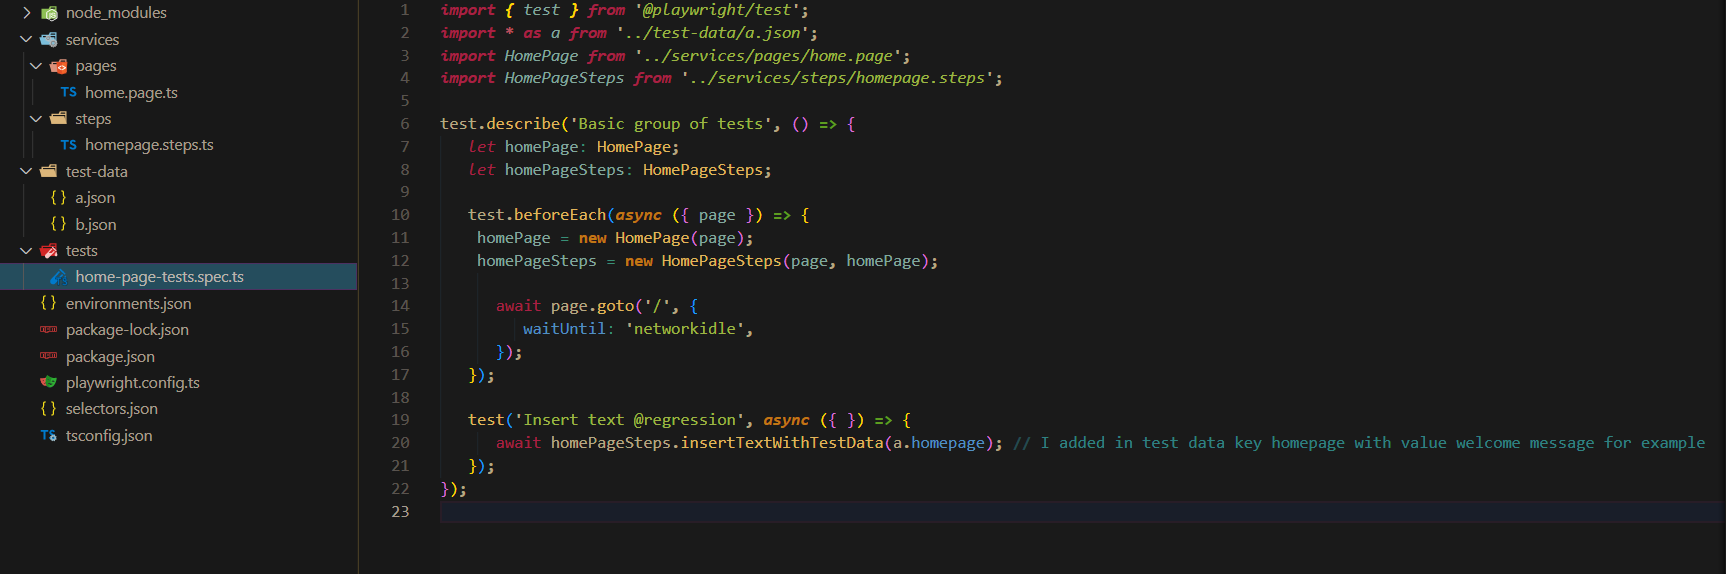 node_modules
services
pages
TS home.page.ts
steps
TS homepage.steps.ts
test-data
{} a.json
{} b.json
tests
home-page-tests.spec.ts
{} environments.json
package-lock.json
package.json
playwright.config.ts
{} selectors.json
TS tsconfig.json
1 import { test } from '@playwright/test';
2 import * as a from '../test-data/a.json';
3 import HomePage from '../services/pages/home.page';
4 import HomePageSteps from '../services/steps/homepage.steps';
5
6 test.describe('Basic group of tests', () => {
7 let homePage: HomePage;
8 let homePageSteps: HomePageSteps;
9
10 test.beforeEach(async ({ page }) => {
11 homePage = new HomePage(page);
12 homePageSteps = new HomePageSteps(page, homePage);
13
14 await page.goto('/', {
15 waitUntil: 'networkidle',
16 });
17 });
18
19 test('Insert text @regression', async ({ }) => {
20 await homePageSteps.insertTextWithTestData(a.homepage); // I added in test data key homepage with value welcome message for example
21 });
22 });
23